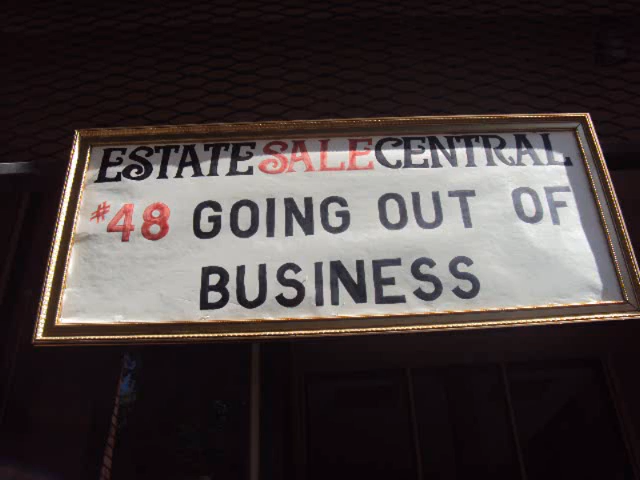 ESTATE SALE CENTRAL
#48 GOING OUT OF
BUSINESS